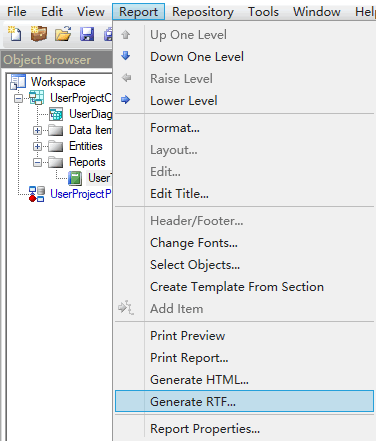 File Edit View Report Repository Tools Window Help
Object Browser
Workspace
UserProjectC
UserDiag
Data Item
Entities
Reports
User
UserProjectP
Up One Level
Down One Level
Raise Level
Lower Level
Format...
Layout...
Edit...
Edit Title...
Header/Footer...
Change Fonts...
Select Objects...
Create Template From Section
Add Item
Print Preview
Print Report...
Generate HTML...
Generate RTF...
Report Properties...